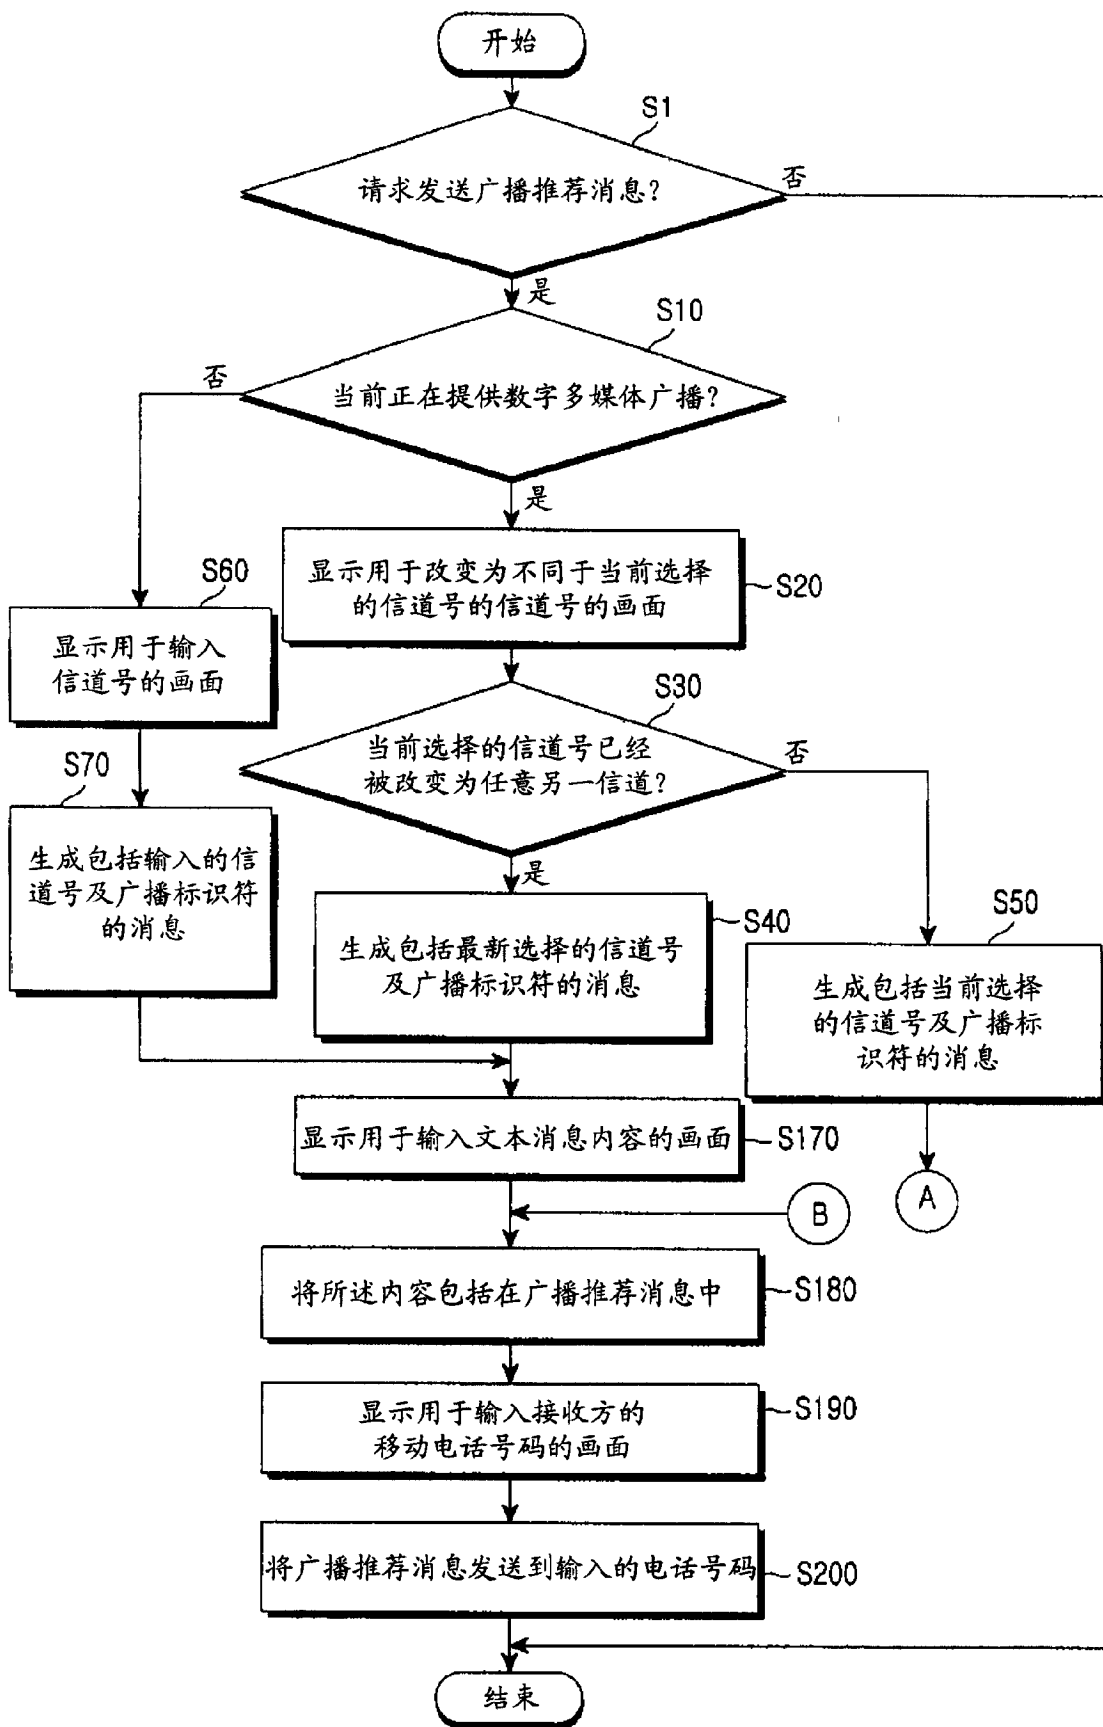 开始
S1
请求发送广播推荐消息?
否
是
S10
否
当前正在提供数字多媒体广播?
是
显示用于改变为不同于当前选择
的信道号的信道号的画面
S20
S60
显示用于输入
信道号的画面
S30
当前选择的信道号已经
被改变为任意另一信道?
否
S70
生成包括输入的信
道号及广播标识符
的消息
是
S40
生成包括最新选择的信道号
及广播标识符的消息
S50
生成包括当前选择
的信道号及广播标
识符的消息
显示用于输入文本消息内容的画面
S170
A
B
将所述内容包括在广播推荐消息中
S180
显示用于输入接收方的
移动电话号码的画面
S190
将广播推荐消息发送到输入的电话号码
S200
结束